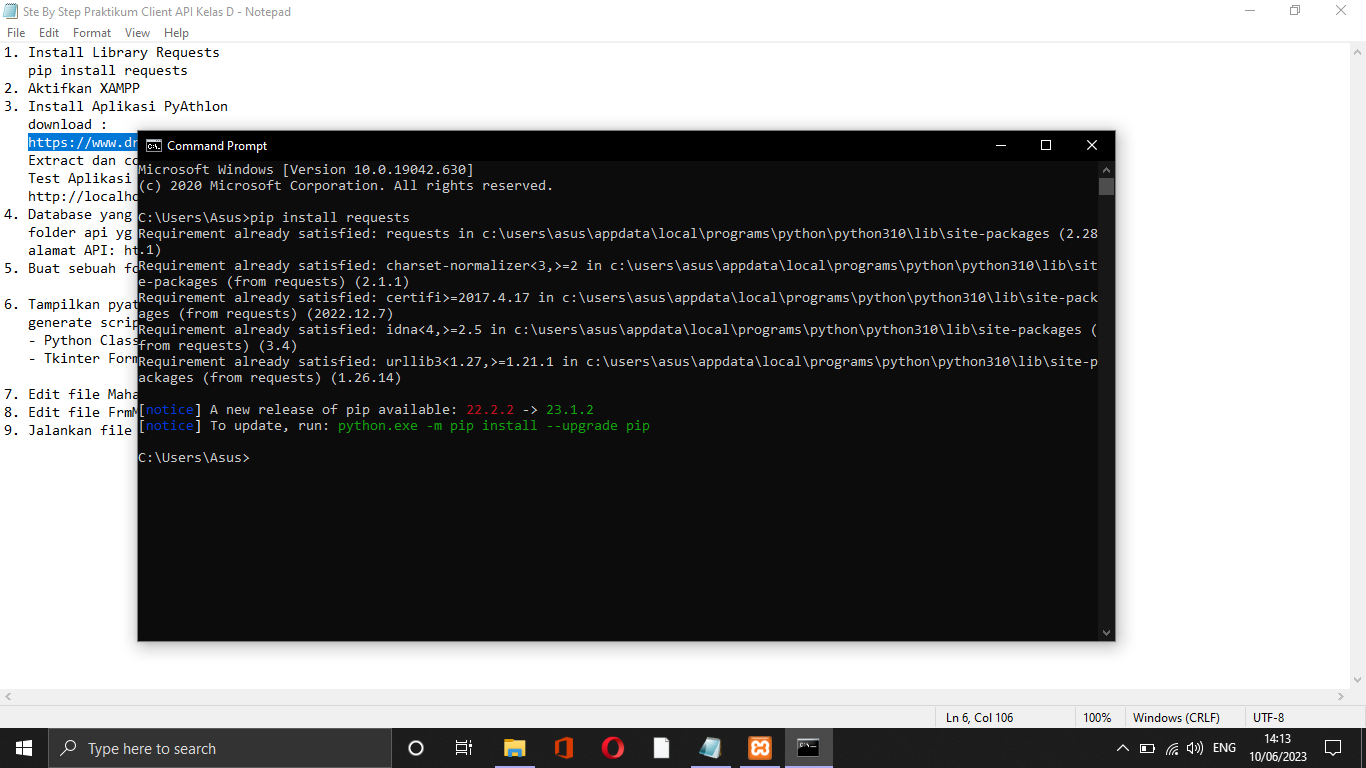 Ste By Step Praktikum Client API Kelas D - Notepad
File Edit Format View Help
1. Install Library Requests
pip install requests
2. Aktifkan XAMPP
3. Install Aplikasi PyAthlon
download :
https://www.dr
Extract dan co
Test Aplikasi
http://localho
4. Database yang
folder api yg
alamat API: ht
5. Buat sebuah fo
6. Tampilkan pyat
generate scrip
- Python Class
- Tkinter Form
7. Edit file Maha
8. Edit file FrmM
9. Jalankan file
Command Prompt
Microsoft Windows [Version 10.0.19042.630]
(c) 2020 Microsoft Corporation. All rights reserved.
C:\Users\Asus>pip install requests
Requirement already satisfied: requests in c:\users\asus\appdata\local\programs\python\python310\lib\site-packages (2.28
.1)
Requirement already satisfied: charset-normalizer<3,>=2 in c:\users\asus\appdata\local\programs\python\python310\lib\sit
e-packages (from requests) (2.1.1)
Requirement already satisfied: certifi>=2017.4.17 in c:\users\asus\appdata\local\programs\python\python310\lib\site-pack
ages (from requests) (2022.12.7)
Requirement already satisfied: idna<4,>=2.5 in c:\users\asus\appdata\local\programs\python\python310\lib\site-packages (
from requests) (3.4)
Requirement already satisfied: urllib3<1.27,>=1.21.1 in c:\users\asus\appdata\local\programs\python\python310\lib\site-p
ackages (from requests) (1.26.14)
[notice] A new release of pip available: 22.2.2 -> 23.1.2
[notice] To update, run: python.exe -m pip install --upgrade pip
C:\Users\Asus>
Ln 6, Col 106 100% Windows (CRLF) UTF-8
Type here to search
ENG
14:13
10/06/2023